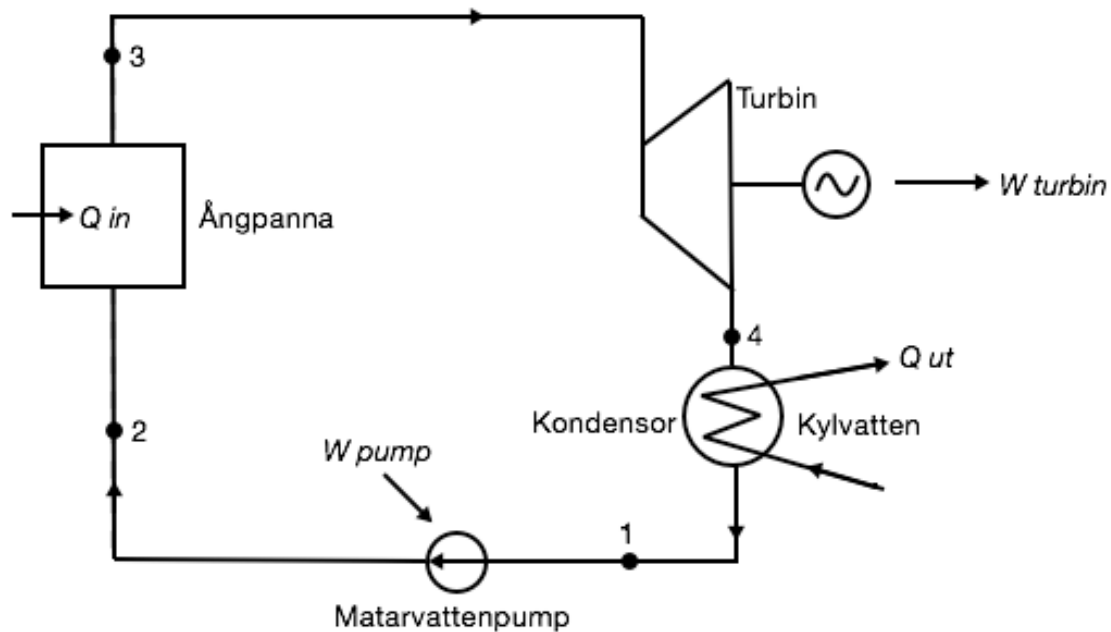 3
Turbin
W turbin
Q in
Ångpanna
4
Q ut
Kondensor
Kylvatten
2
W pump
1
Matarvattenpump